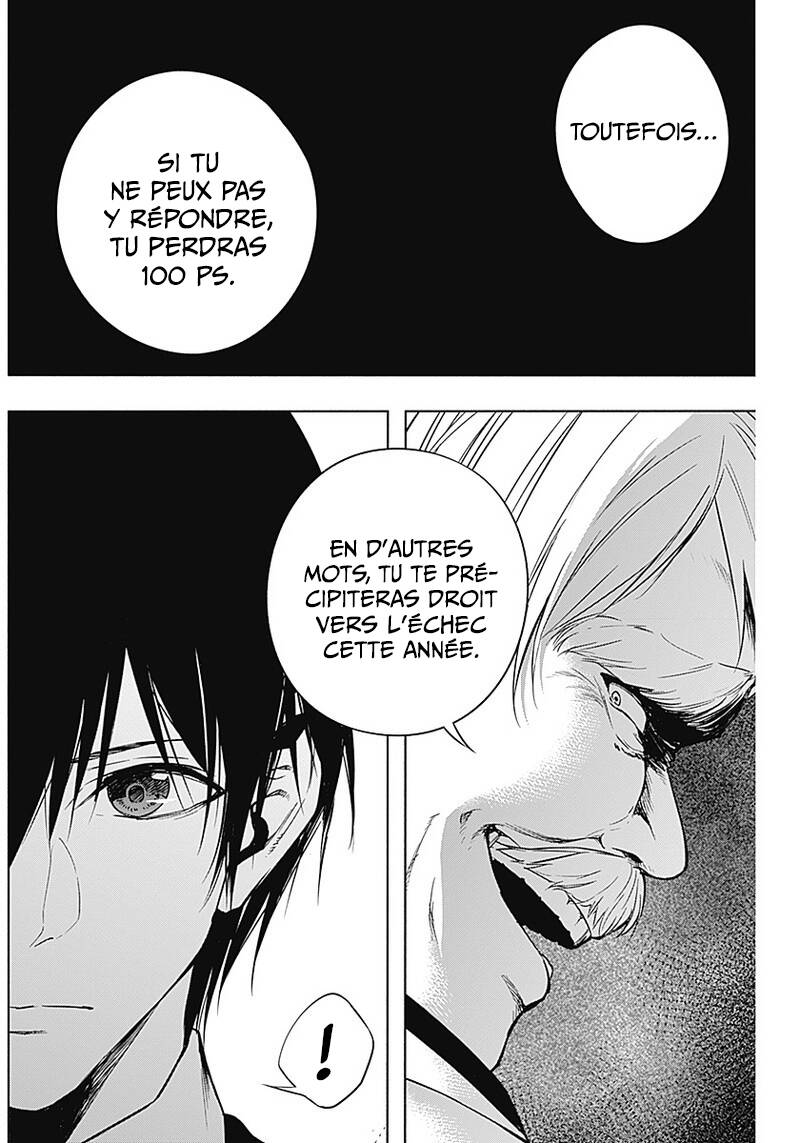 TOUTEFOIS...
SI TU
NE PEUX PAS
Y RÉPONDRE,
TU PERDRAS
100 PS.
EN D'AUTRES
MOTS, TU TE PRÉ-
CIPITERAS DROIT
VERS L'ÉCHEC
CETTE ANNÉE.
!